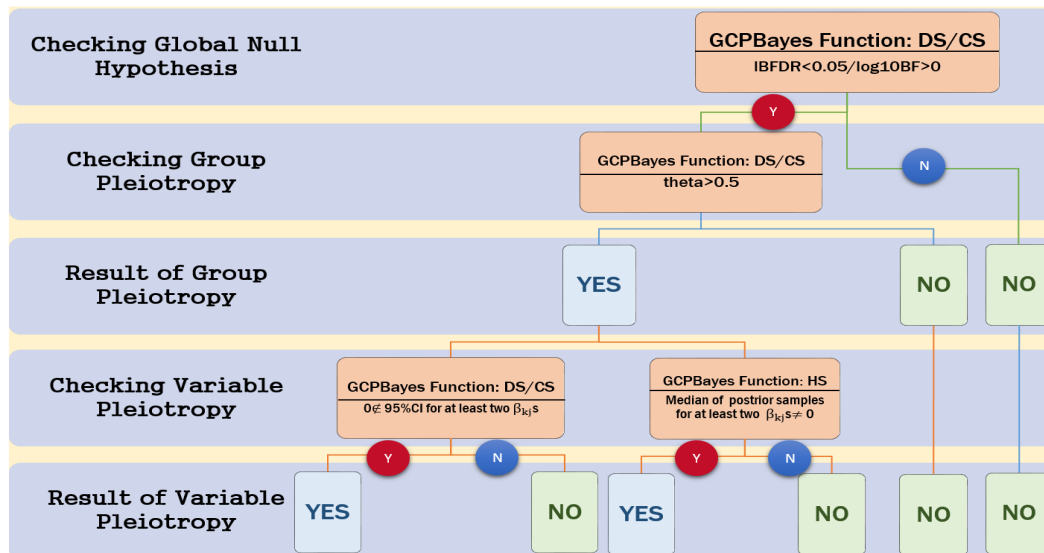 Checking Global Null
Hypothesis
GCPBayes Function: DS/CS
lBFDR<0.05/log10BF>0
Y
Checking Group
Pleiotropy
GCPBayes Function: DS/CS
theta>0.5
N
Result of Group
Pleiotropy
YES
NO
NO
Checking Variable
Pleiotropy
GCPBayes Function: DS/CS
0∉ 95%CI for at least two βkjs
GCPBayes Function: HS
Median of posterior samples
for at least two βkjs≠ 0
Y
N
Y
N
Result of Variable
Pleiotropy
YES
NO
YES
NO
NO
NO